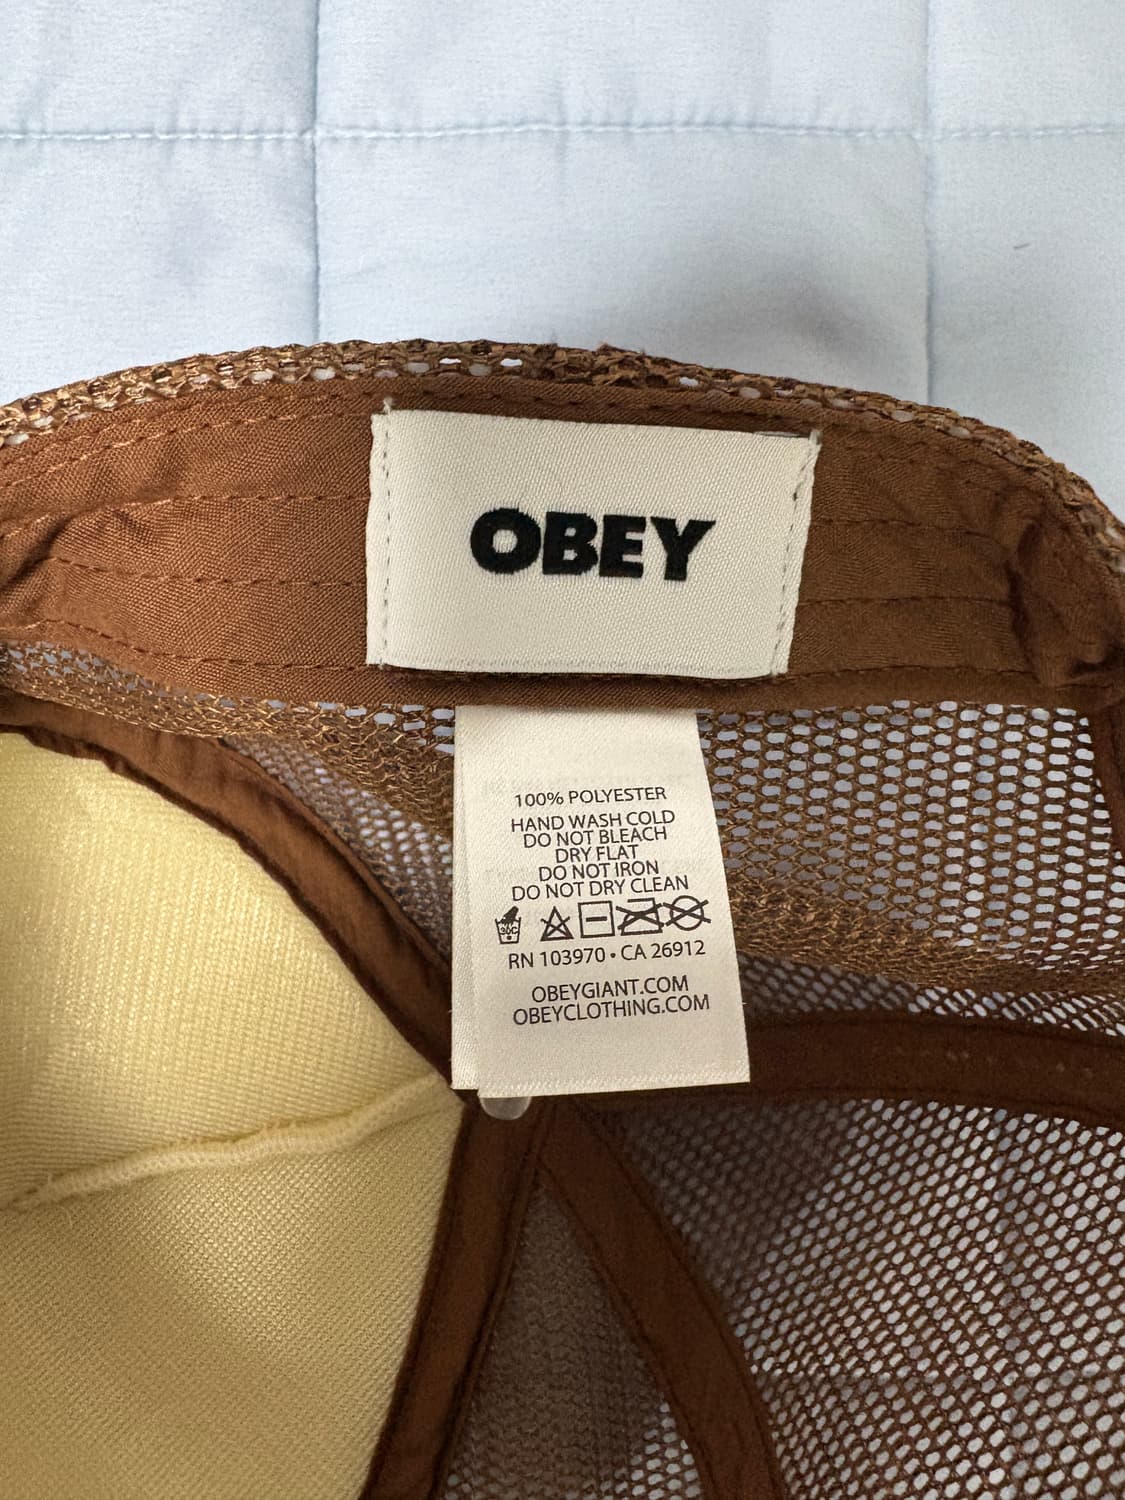 OBEY
100% POLYESTER
HAND WASH COLD
DO NOT BLEACH
DRY FLAT
DO NOT IRON
DO NOT DRY CLEAN
30C
RN 103970 • CA 26912
OBEYGIANT.COM
OBEYCLOTHING.COM